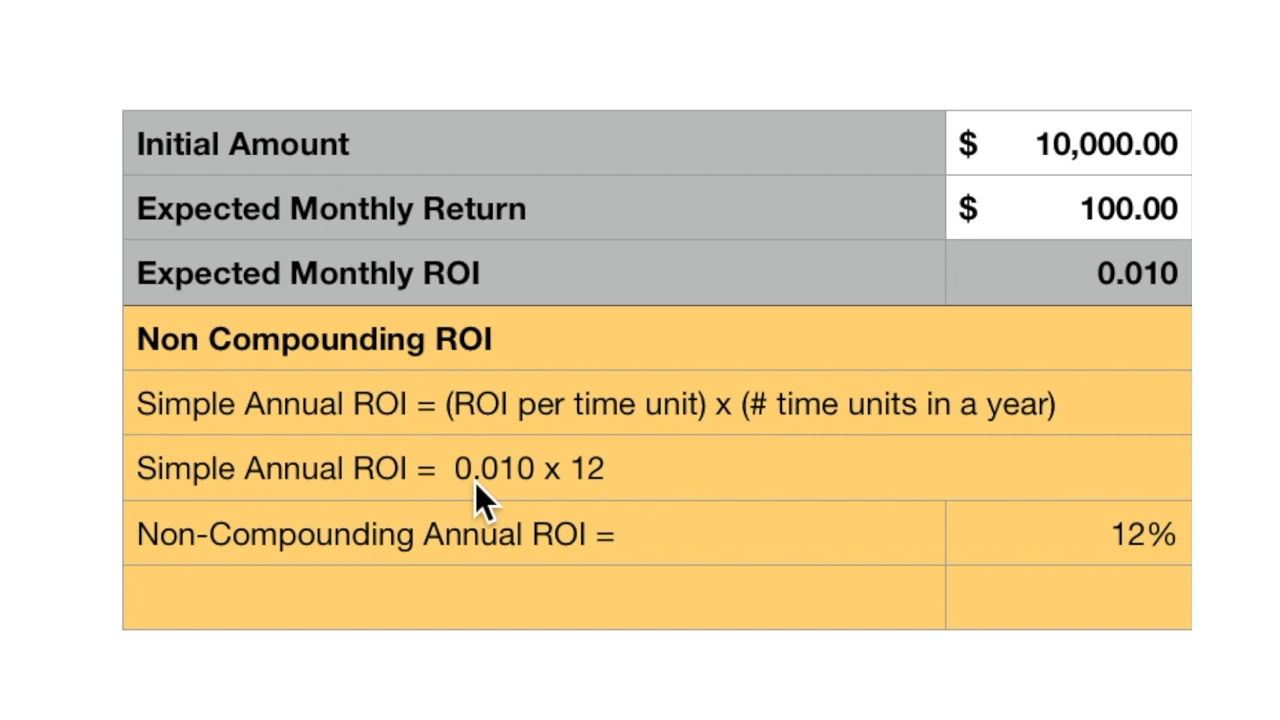 Initial Amount $ 10,000.00
Expected Monthly Return $ 100.00
Expected Monthly ROI 0.010
Non Compounding ROI
Simple Annual ROI = (ROI per time unit) x (# time units in a year)
Simple Annual ROI = 0.010 x 12
Non-Compounding Annual ROI = 12%